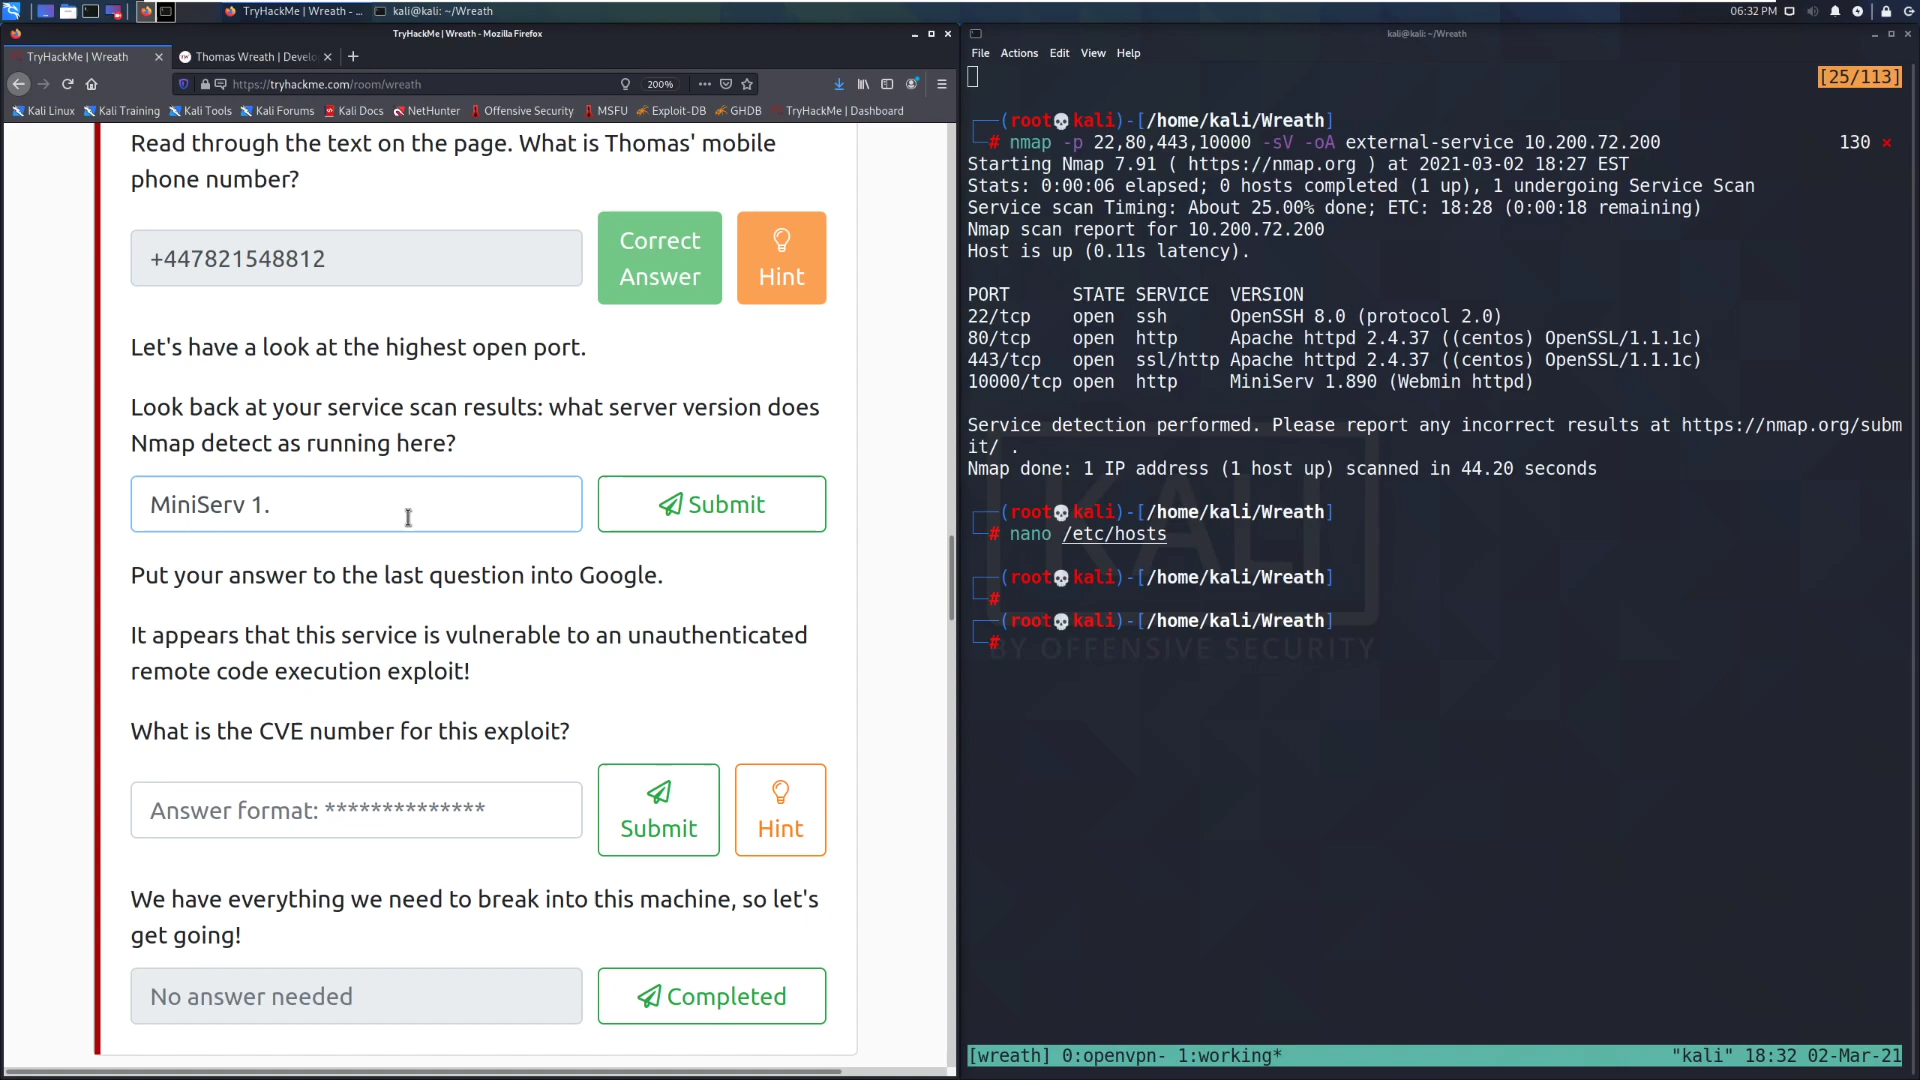 TryHackMe | Wreath - ...
kali@kali: ~/Wreath
06:32 PM
TryHackMe | Wreath - Mozilla Firefox
TryHackMe | Wreath
Thomas Wreath | Develo
https://tryhackme.com/room/wreath
200%
Kali Linux
Kali Training
Kali Tools
Kali Forums
Kali Docs
NetHunter
Offensive Security
MSFU
Exploit-DB
GHDB
TryHackMe | Dashboard
Read through the text on the page. What is Thomas' mobile
phone number?
+447821548812
Correct
Answer
Hint
Let's have a look at the highest open port.
Look back at your service scan results: what server version does
Nmap detect as running here?
MiniServ 1.
Submit
Put your answer to the last question into Google.
It appears that this service is vulnerable to an unauthenticated
remote code execution exploit!
What is the CVE number for this exploit?
Answer format: **************
Submit
Hint
We have everything we need to break into this machine, so let's
get going!
No answer needed
Completed
kali@kali: ~/Wreath
File Actions Edit View Help
[25/113]
(root💀kali)-[/home/kali/Wreath]
# nmap -p 22,80,443,10000 -sV -oA external-service 10.200.72.200 130 ×
Starting Nmap 7.91 ( https://nmap.org ) at 2021-03-02 18:27 EST
Stats: 0:00:06 elapsed; 0 hosts completed (1 up), 1 undergoing Service Scan
Service scan Timing: About 25.00% done; ETC: 18:28 (0:00:18 remaining)
Nmap scan report for 10.200.72.200
Host is up (0.11s latency).
PORT STATE SERVICE VERSION
22/tcp open ssh OpenSSH 8.0 (protocol 2.0)
80/tcp open http Apache httpd 2.4.37 ((centos) OpenSSL/1.1.1c)
443/tcp open ssl/http Apache httpd 2.4.37 ((centos) OpenSSL/1.1.1c)
10000/tcp open http MiniServ 1.890 (Webmin httpd)
Service detection performed. Please report any incorrect results at https://nmap.org/subm
it/ .
Nmap done: 1 IP address (1 host up) scanned in 44.20 seconds
(root💀kali)-[/home/kali/Wreath]
# nano /etc/hosts
(root💀kali)-[/home/kali/Wreath]
#
(root💀kali)-[/home/kali/Wreath]
#
KALI
BY OFFENSIVE SECURITY
[wreath] 0:openvpn- 1:working* "kali" 18:32 02-Mar-21